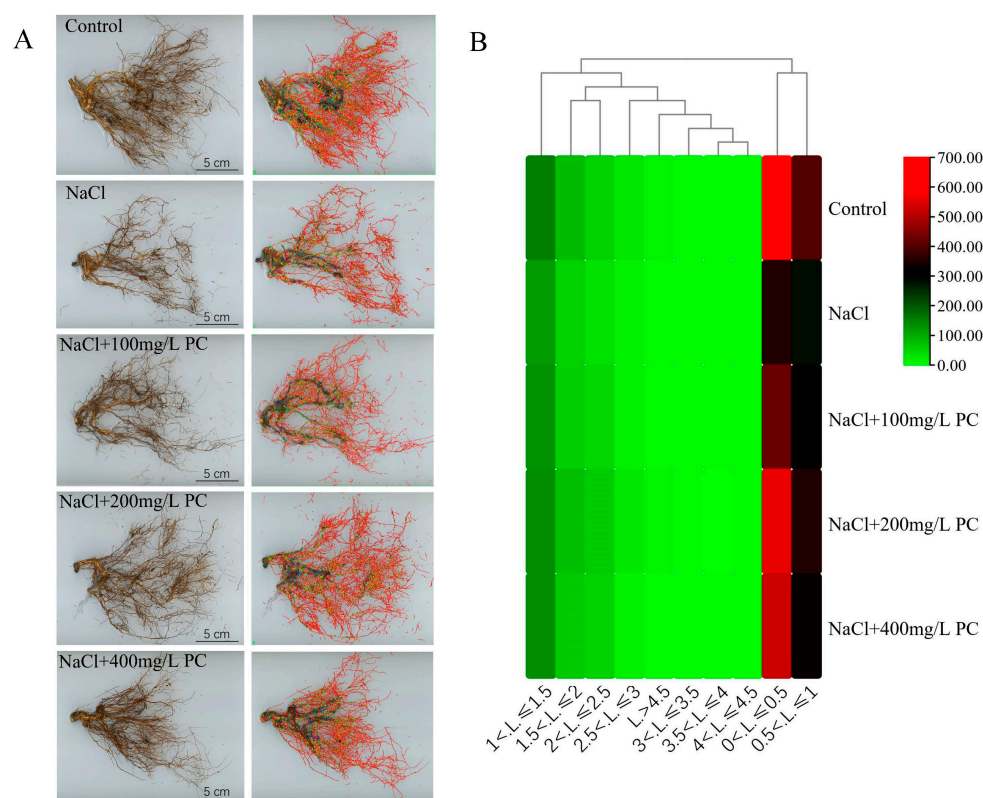 A
Control
5 cm
NaCl
5 cm
NaCl+100mg/L PC
5 cm
NaCl+200mg/L PC
5 cm
NaCl+400mg/L PC
5 cm
B
Control
NaCl
NaCl+100mg/L PC
NaCl+200mg/L PC
NaCl+400mg/L PC
700.00
600.00
500.00
400.00
300.00
200.00
100.00
0.00
1<L.≦1.5
1.5<L.≦2
2<L.≦2.5
2.5<L.≦3
L.>4.5
3<L.≦3.5
3.5<L.≦4
4<L.≦4.5
0<L.≦0.5
0.5<L.≦1